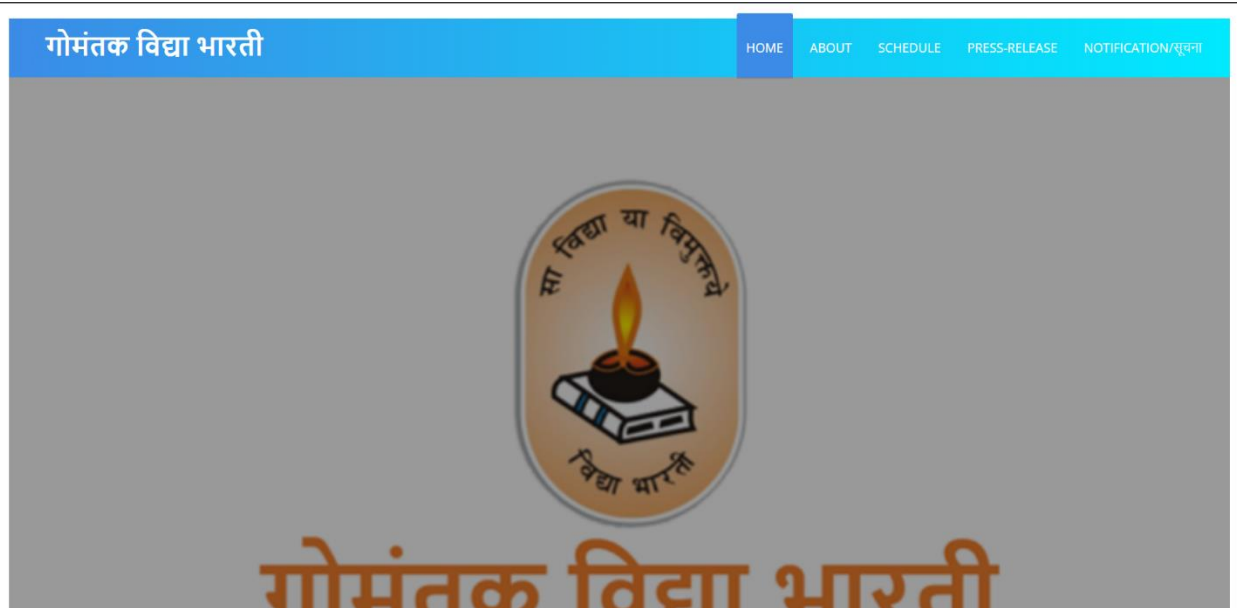 गोमंतक विद्या भारती
HOME ABOUT SCHEDULE PRESS-RELEASE NOTIFICATION/सूचना
सा विद्या या विमुक्तये
विद्या भारती
गोमंतक विद्या भारती